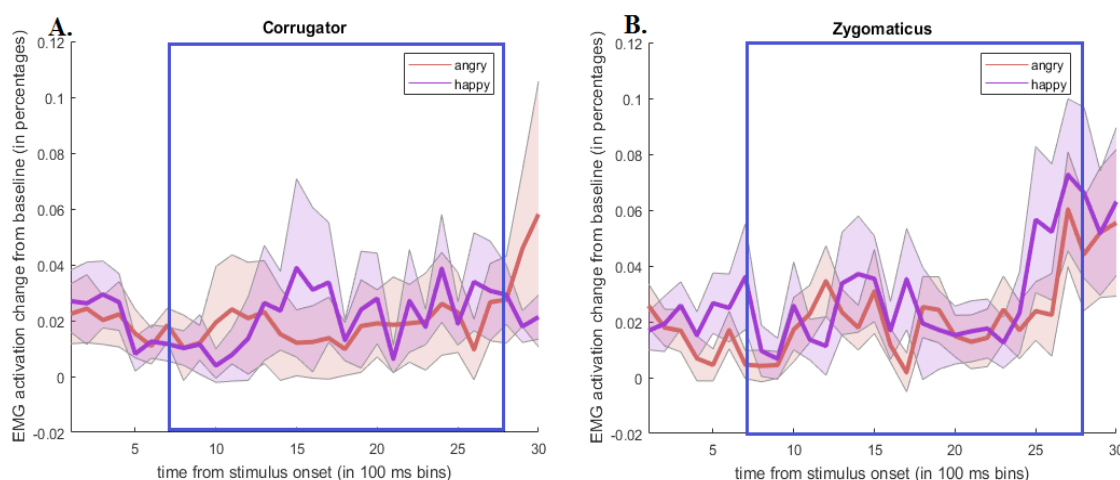 A.
Corrugator
EMG activation change from baseline (in percentages)
0.12
0.1
0.08
0.06
0.04
0.02
0
-0.02
angry
happy
5
10
15
20
25
30
time from stimulus onset (in 100 ms bins)
B.
Zygomaticus
EMG activation change from baseline (in percentages)
0.12
0.1
0.08
0.06
0.04
0.02
0
-0.02
angry
happy
5
10
15
20
25
30
time from stimulus onset (in 100 ms bins)